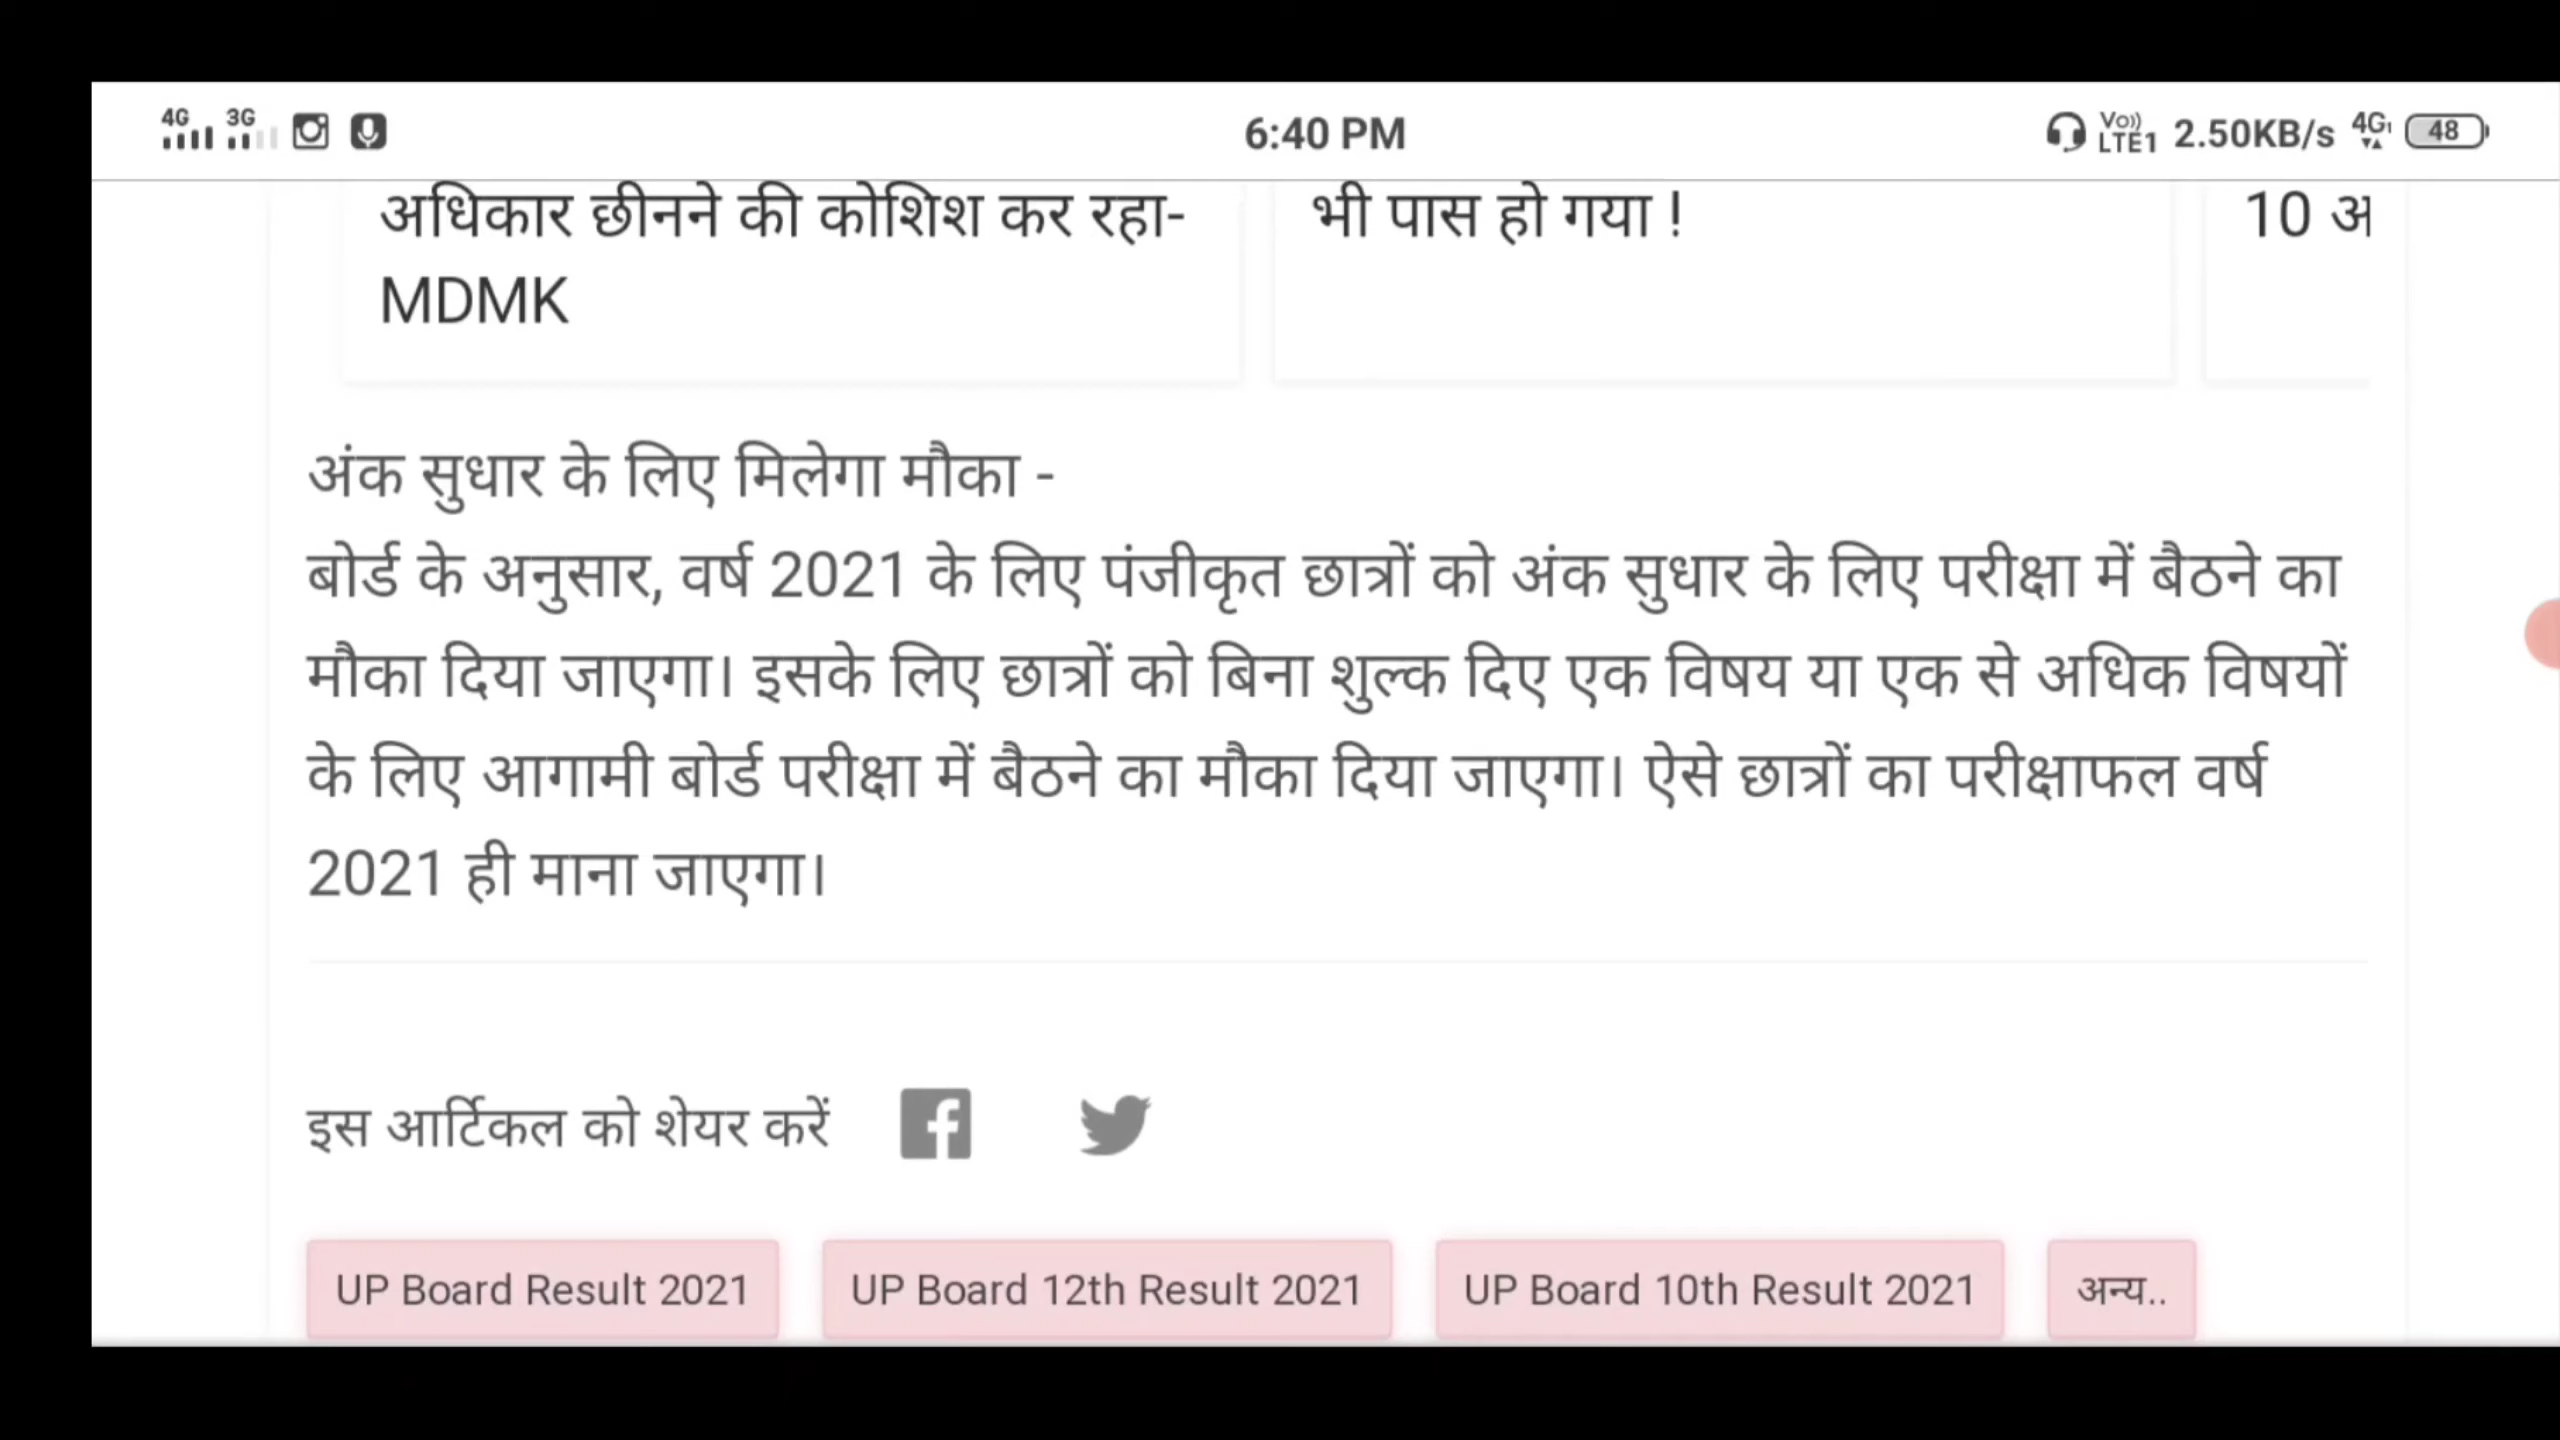 4G 3G 6:40 PM Vo)) LTE1 2.50KB/s 4G 48
अधिकार छीनने की कोशिश कर रहा-
MDMK
भी पास हो गया !
10 अ
अंक सुधार के लिए मिलेगा मौका -
बोर्ड के अनुसार, वर्ष 2021 के लिए पंजीकृत छात्रों को अंक सुधार के लिए परीक्षा में बैठने का
मौका दिया जाएगा। इसके लिए छात्रों को बिना शुल्क दिए एक विषय या एक से अधिक विषयों
के लिए आगामी बोर्ड परीक्षा में बैठने का मौका दिया जाएगा। ऐसे छात्रों का परीक्षाफल वर्ष
2021 ही माना जाएगा।
इस आर्टिकल को शेयर करें
UP Board Result 2021 UP Board 12th Result 2021 UP Board 10th Result 2021 अन्य..